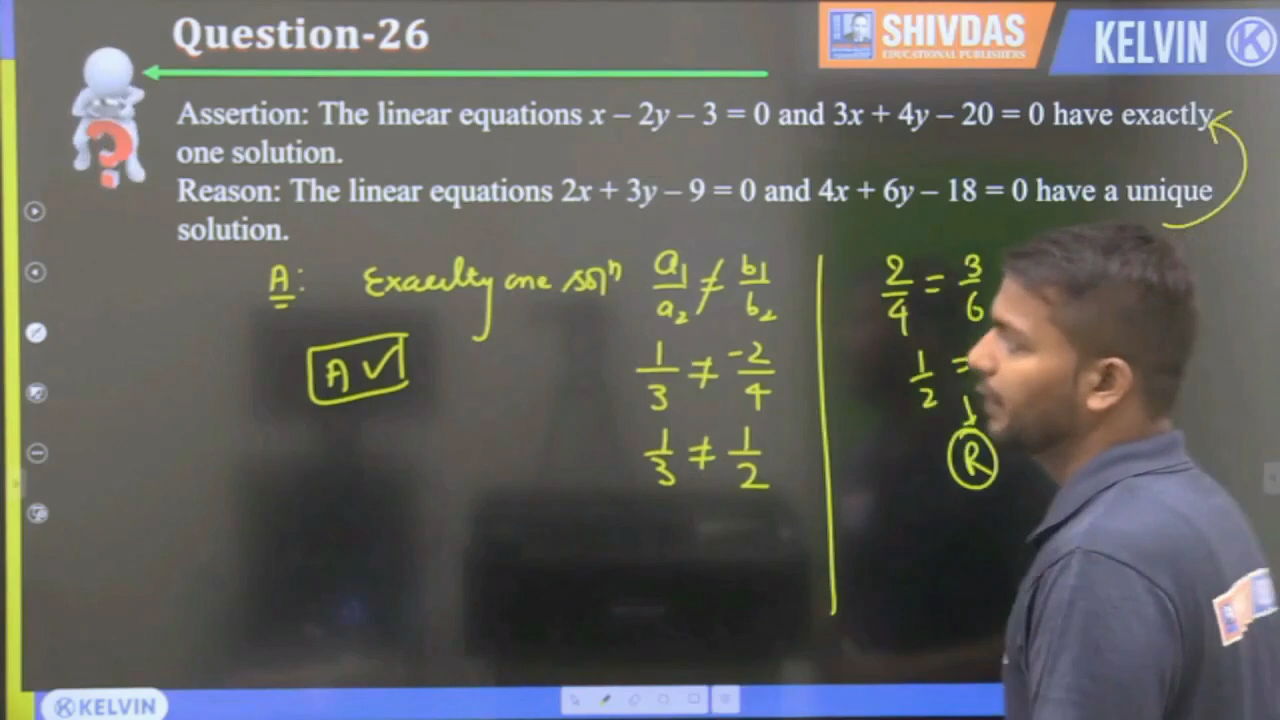 Question-26
SHIVDAS
EDUCATIONAL PUBLISHERS
KELVIN
Assertion: The linear equations x – 2y – 3 = 0 and 3x + 4y – 20 = 0 have exactly
one solution.
Reason: The linear equations 2x + 3y – 9 = 0 and 4x + 6y – 18 = 0 have a unique
solution.
A: Exaculty one solⁿ a₁/a₂ ≠ b₁/b₂
A ✓
1/3 ≠ -2/4
1/3 ≠ 1/2
2/4 = 3/6
1/2 =
R
KELVIN